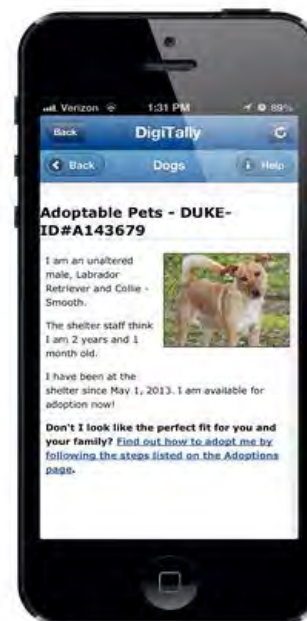 Verizon 1:31 PM 89%
Back DigiTally
Back Dogs i Help
Adoptable Pets - DUKE-
ID#A143679
I am an unaltered
male, Labrador
Retriever and Collie -
Smooth.
The shelter staff think
I am 2 years and 1
month old.
I have been at the
shelter since May 1, 2013. I am available for
adoption now!
Don't I look like the perfect fit for you and
your family? Find out how to adopt me by
following the steps listed on the Adoptions
page.